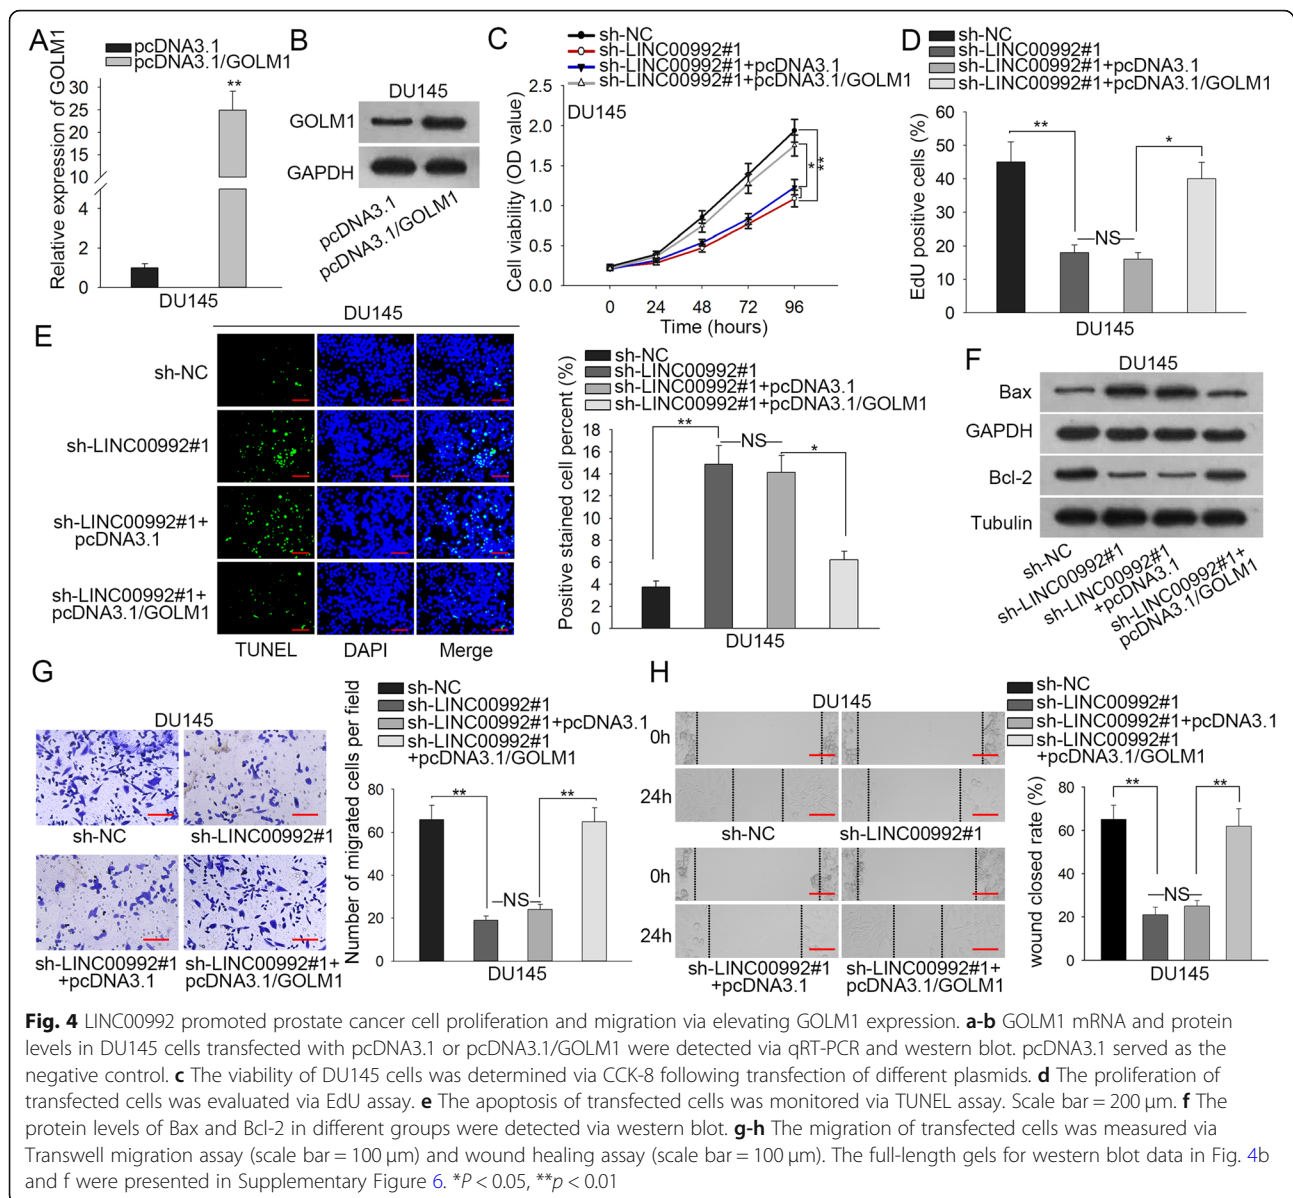 A
pcDNA3.1
pcDNA3.1/GOLM1
Relative expression of GOLM1
30
25
20
15
10
4
2
0
**
DU145
B
DU145
GOLM1
GAPDH
pcDNA3.1
pcDNA3.1/GOLM1
C
sh-NC
sh-LINC00992#1
sh-LINC00992#1+pcDNA3.1
sh-LINC00992#1+pcDNA3.1/GOLM1
Cell viability (OD value)
2.5
2.0
1.5
1.0
0.5
0.0
DU145
*
**
0 24 48 72 96
Time (hours)
D
sh-NC
sh-LINC00992#1
sh-LINC00992#1+pcDNA3.1
sh-LINC00992#1+pcDNA3.1/GOLM1
EdU positive cells (%)
60
50
40
30
20
10
0
**
NS
*
DU145
E
DU145
sh-NC
sh-LINC00992#1
sh-LINC00992#1+
pcDNA3.1
sh-LINC00992#1+
pcDNA3.1/GOLM1
TUNEL DAPI Merge
sh-NC
sh-LINC00992#1
sh-LINC00992#1+pcDNA3.1
sh-LINC00992#1+pcDNA3.1/GOLM1
Positive stained cell percent (%)
18
16
14
12
10
8
6
4
2
0
**
NS
*
DU145
F
DU145
Bax
GAPDH
Bcl-2
Tubulin
sh-NC
sh-LINC00992#1
sh-LINC00992#1
+pcDNA3.1
sh-LINC00992#1+
pcDNA3.1/GOLM1
G
DU145
sh-NC sh-LINC00992#1
sh-LINC00992#1
+pcDNA3.1
sh-LINC00992#1+
pcDNA3.1/GOLM1
sh-NC
sh-LINC00992#1
sh-LINC00992#1+pcDNA3.1
sh-LINC00992#1
+pcDNA3.1/GOLM1
Number of migrated cells per field
80
60
40
20
0
**
NS
**
DU145
H
DU145
0h
24h
sh-NC sh-LINC00992#1
0h
24h
sh-LINC00992#1
+pcDNA3.1
sh-LINC00992#1+
pcDNA3.1/GOLM1
sh-NC
sh-LINC00992#1
sh-LINC00992#1+pcDNA3.1
sh-LINC00992#1
+pcDNA3.1/GOLM1
wound closed rate (%)
80
60
40
20
0
**
NS
**
DU145
Fig. 4 LINC00992 promoted prostate cancer cell proliferation and migration via elevating GOLM1 expression. a-b GOLM1 mRNA and protein
levels in DU145 cells transfected with pcDNA3.1 or pcDNA3.1/GOLM1 were detected via qRT-PCR and western blot. pcDNA3.1 served as the
negative control. c The viability of DU145 cells was determined via CCK-8 following transfection of different plasmids. d The proliferation of
transfected cells was evaluated via EdU assay. e The apoptosis of transfected cells was monitored via TUNEL assay. Scale bar = 200 μm. f The
protein levels of Bax and Bcl-2 in different groups were detected via western blot. g-h The migration of transfected cells was measured via
Transwell migration assay (scale bar = 100 μm) and wound healing assay (scale bar = 100 μm). The full-length gels for western blot data in Fig. 4b
and f were presented in Supplementary Figure 6. *P < 0.05, **p < 0.01